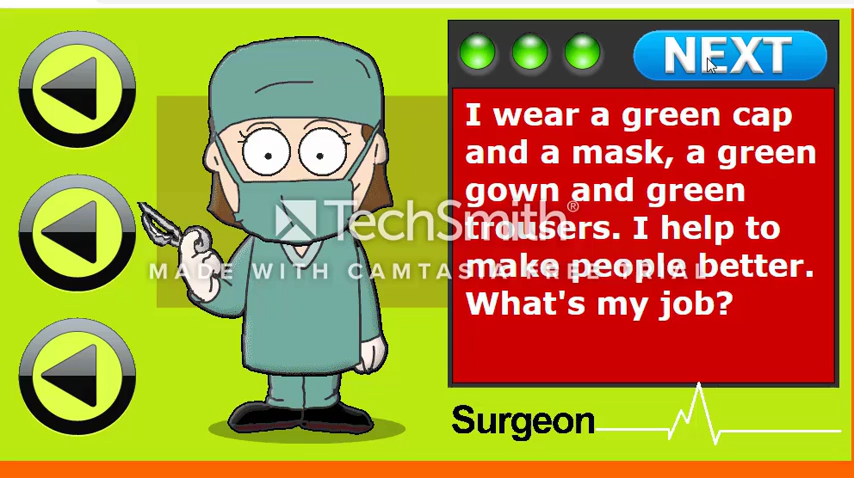 NEXT
I wear a green cap
and a mask, a green
gown and green
trousers. I help to
make people better.
What's my job?
TechSmith®
MADE WITH CAMTASIA FREE TRIAL
Surgeon